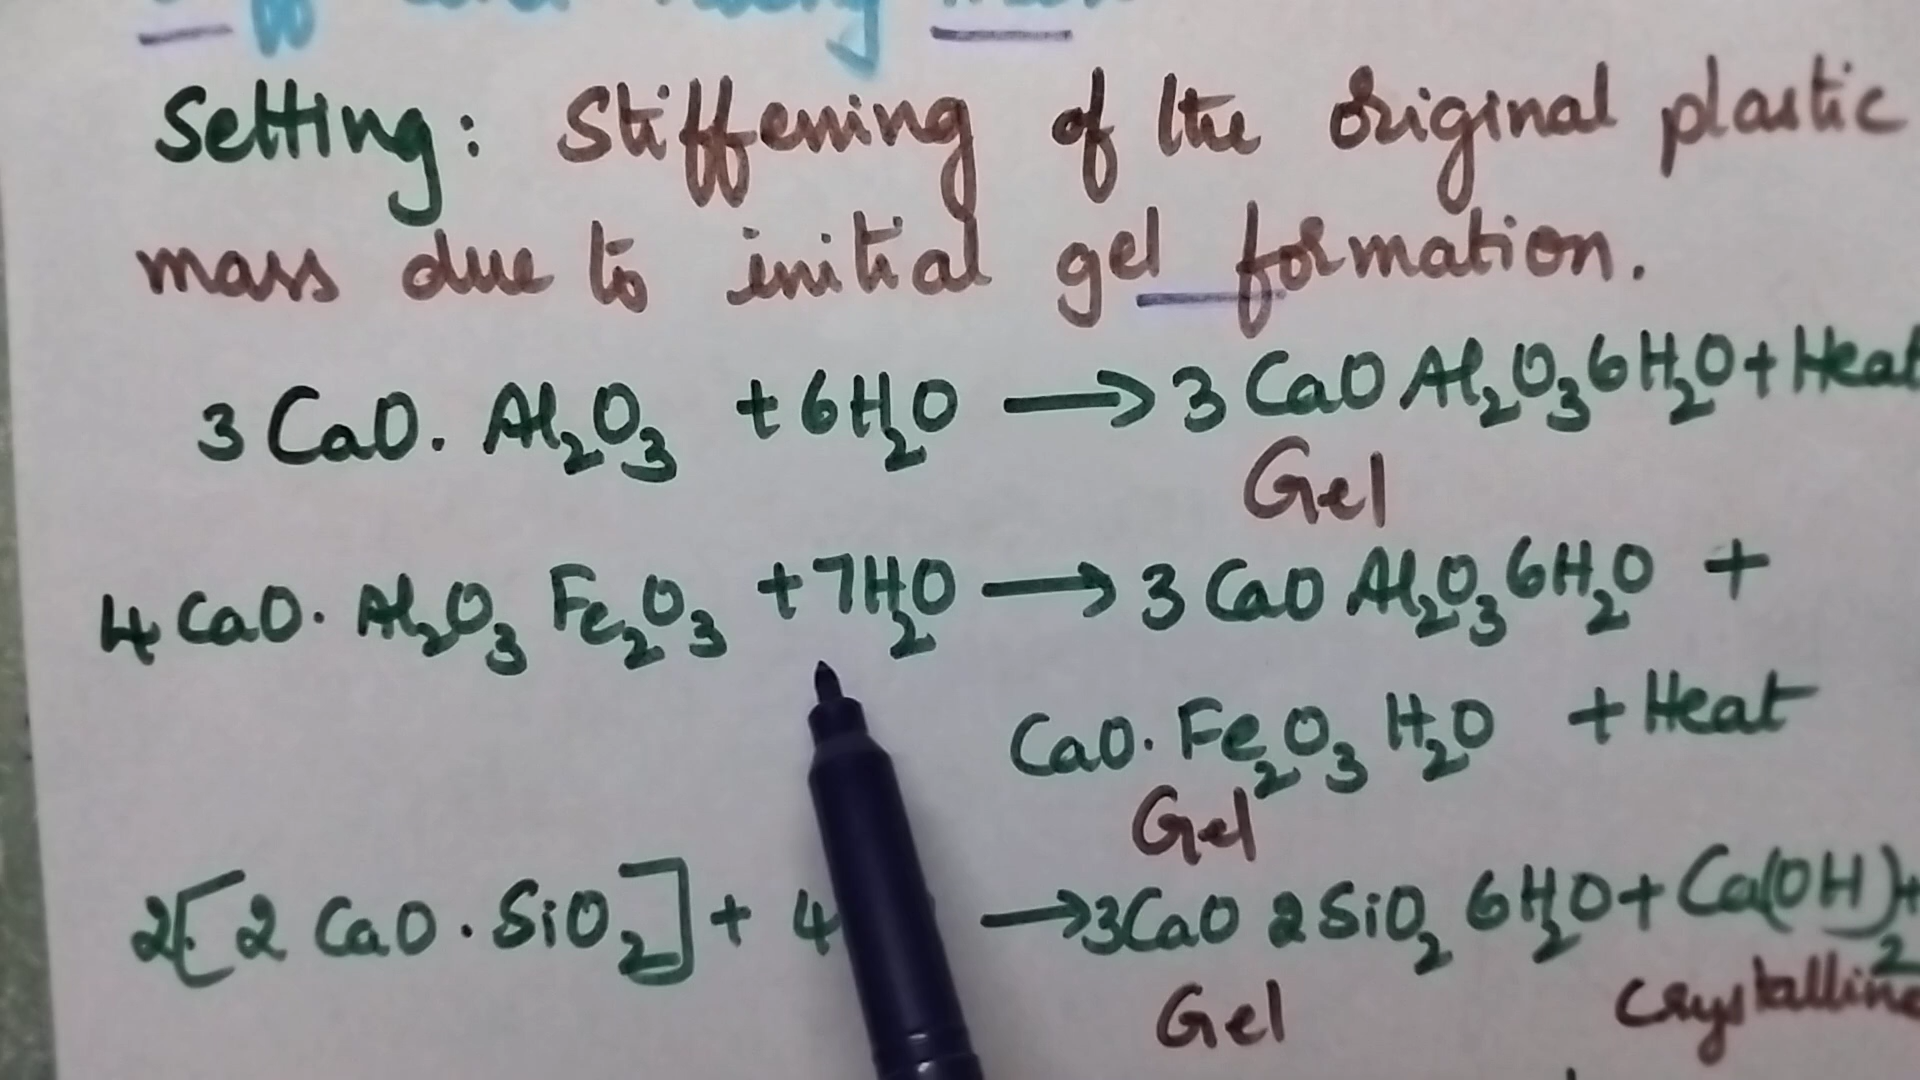 Setting: Stiffening of the original plastic
mass due to initial gel formation.
3 CaO. Al₂O₃ + 6H₂O ⟶ 3 CaO Al₂O₃ 6H₂O + Heat
Gel
4 CaO. Al₂O₃ Fe₂O₃ + 7H₂O ⟶ 3 CaO Al₂O₃ 6H₂O +
CaO. Fe₂O₃ H₂O + Heat
Gel
2[2 CaO. SiO₂] + 4 ⟶ 3CaO 2SiO₂ 6H₂O + Ca(OH)₂ +
Gel Crystalline